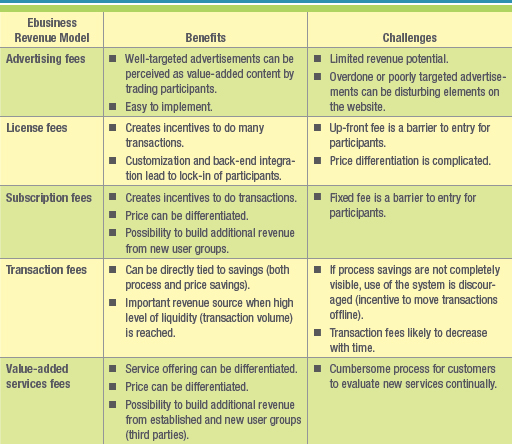 Ebusiness
Revenue Model
Benefits
Challenges
Advertising fees
■ Well-targeted advertisements can be
perceived as value-added content by
trading participants.
■ Easy to implement.
■ Limited revenue potential.
■ Overdone or poorly targeted advertise-
ments can be disturbing elements on
the website.
License fees
■ Creates incentives to do many
transactions.
■ Customization and back-end integra-
tion lead to lock-in of participants.
■ Up-front fee is a barrier to entry for
participants.
■ Price differentiation is complicated.
Subscription fees
■ Creates incentives to do transactions.
■ Price can be differentiated.
■ Possibility to build additional revenue
from new user groups.
■ Fixed fee is a barrier to entry for
participants.
Transaction fees
■ Can be directly tied to savings (both
process and price savings).
■ Important revenue source when high
level of liquidity (transaction volume)
is reached.
■ If process savings are not completely
visible, use of the system is discour-
aged (incentive to move transactions
offline).
■ Transaction fees likely to decrease
with time.
Value-added
services fees
■ Service offering can be differentiated.
■ Price can be differentiated.
■ Possibility to build additional revenue
from established and new user groups
(third parties).
■ Cumbersome process for customers
to evaluate new services continually.